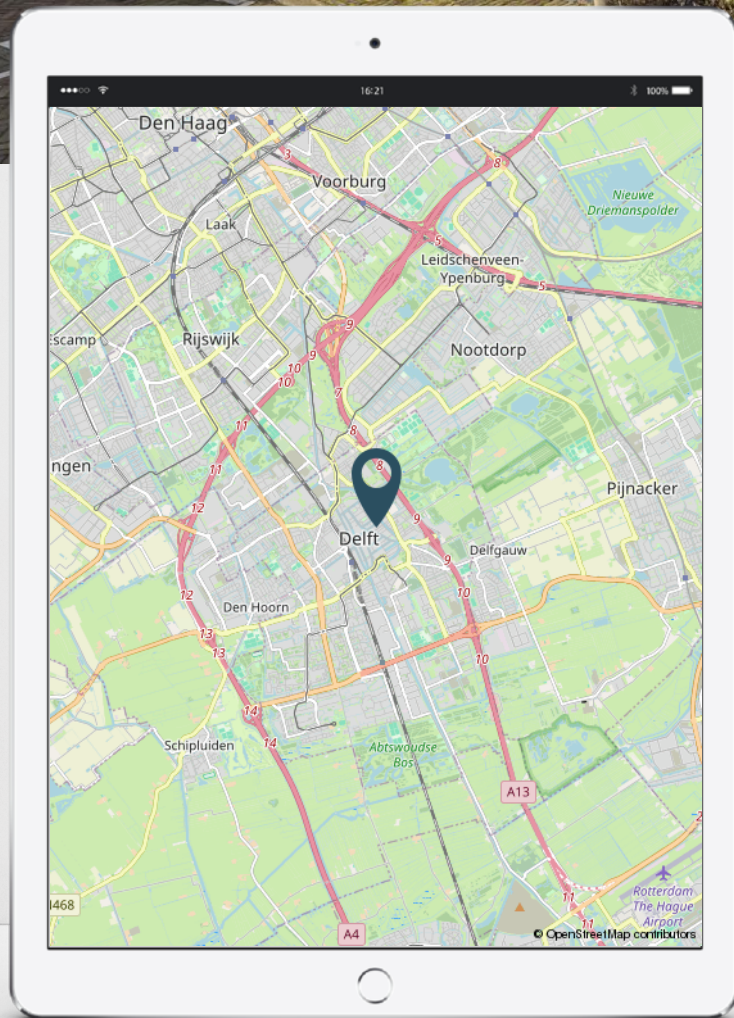 16:21
100%
Den Haag
3
8
Voorburg
Nieuwe
Driemanspolder
Laak
5
Leidschenveen-
Ypenburg
5
9
Escamp
Rijswijk
9
Nootdorp
10
10
7
11
8
11
ngen
8
Pijnacker
12
9
Delft
Delfgauw
9
12
10
Den Hoorn
13
13
10
14
14
Schipluiden
Abtswoudse
Bos
A13
2
Rotterdam
The Hague
Airport
11
11
468
A4
© OpenStreetMap contributors